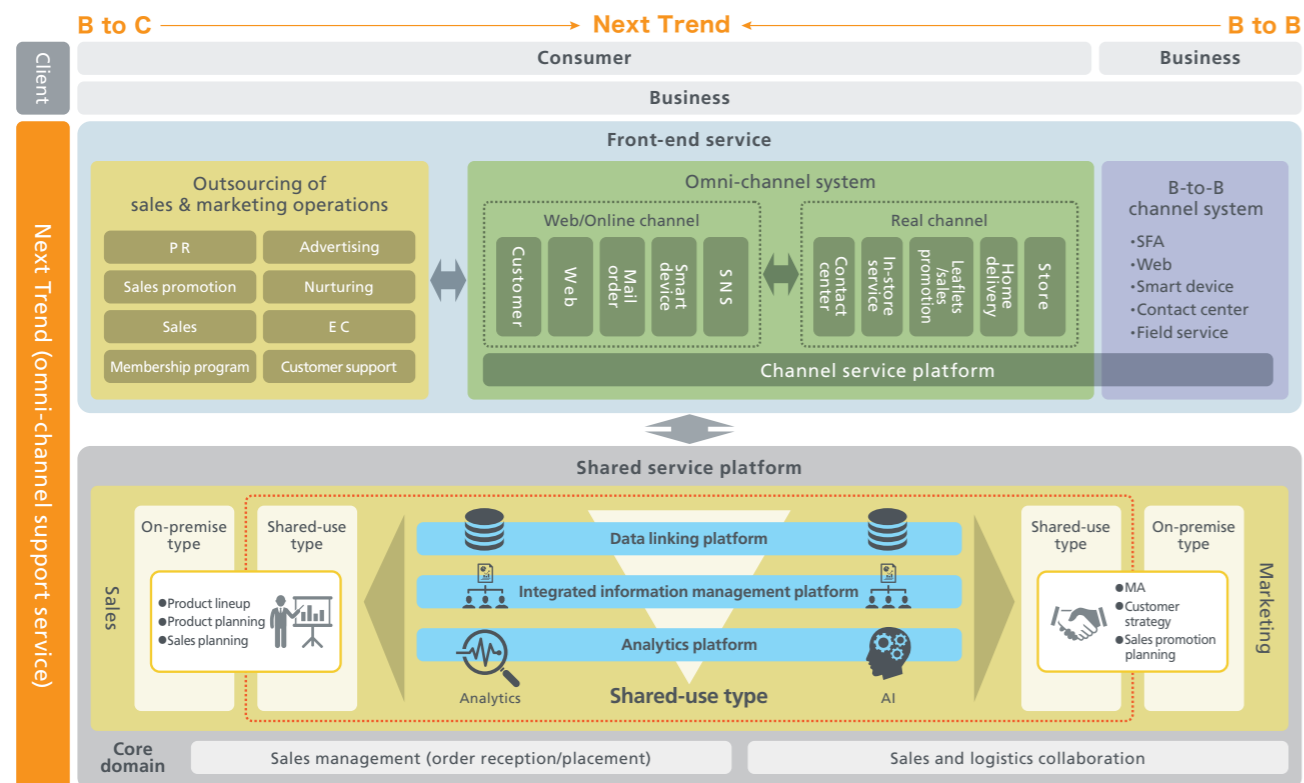 B to C
Next Trend
B to B
Client
Consumer
Business
Business
Next Trend (omni-channel support service)
Front-end service
Outsourcing of
sales & marketing operations
P R
Advertising
Sales promotion
Nurturing
Sales
E C
Membership program
Customer support
Omni-channel system
Web/Online channel
Customer
Web
Mail
order
Smart
device
SNS
Real channel
Contact
center
In-store
service
Leaflets
/sales
promotion
Home
delivery
Store
Channel service platform
B-to-B
channel system
・SFA
・Web
・Smart device
・Contact center
・Field service
Shared service platform
Sales
On-premise
type
Shared-use
type
●Product lineup
●Product planning
●Sales planning
Data linking platform
Integrated information management platform
Analytics platform
Analytics
Shared-use type
AI
Shared-use
type
On-premise
type
●MA
●Customer
strategy
●Sales promotion
planning
Marketing
Core
domain
Sales management (order reception/placement)
Sales and logistics collaboration